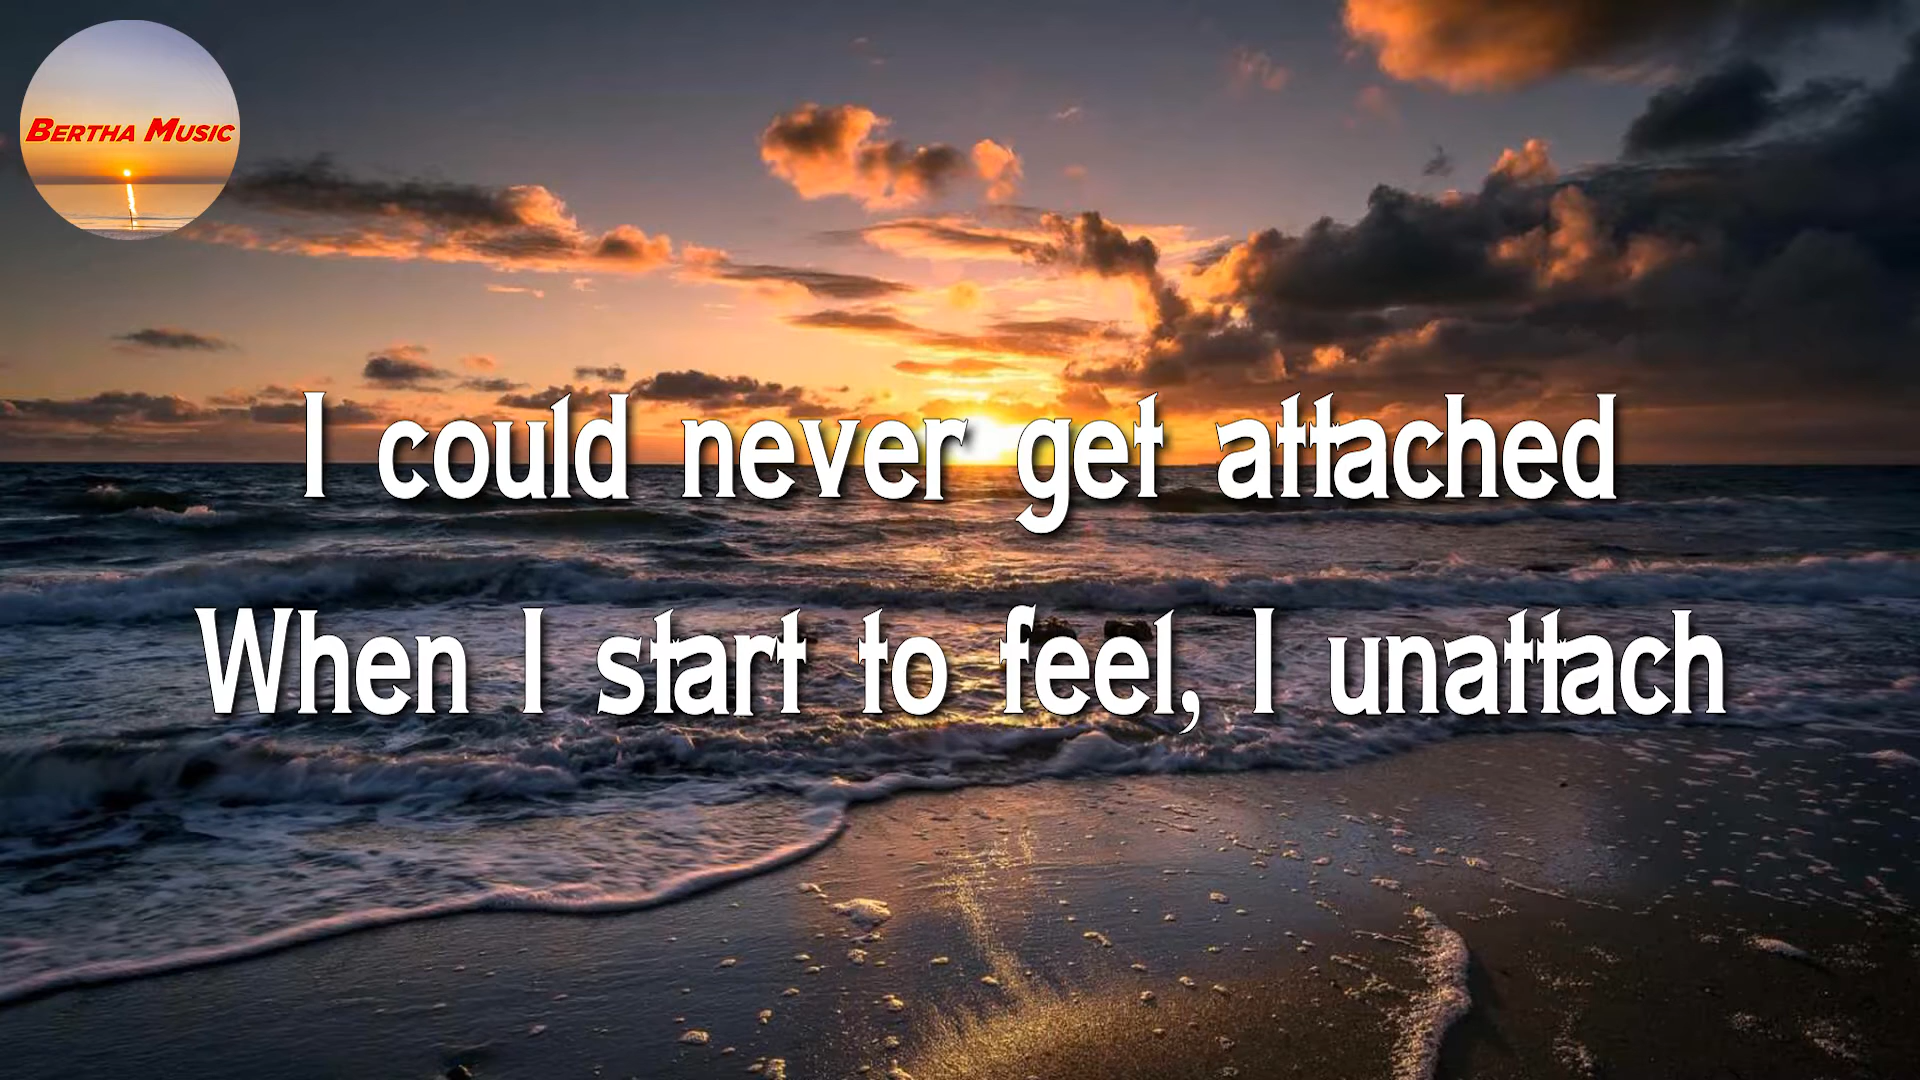 Bertha Music
I could never get attached
When I start to feel, I unattach